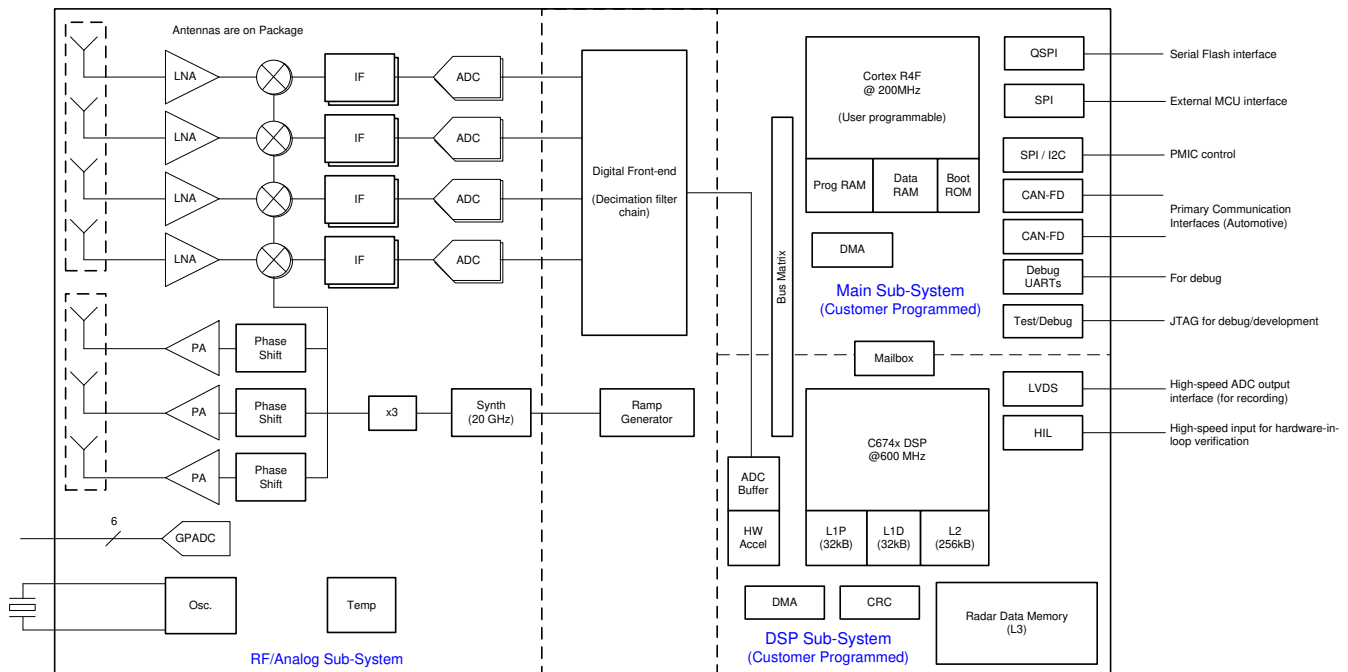 Antennas are on Package
LNA
IF
ADC
LNA
IF
ADC
LNA
IF
ADC
LNA
IF
ADC
Digital Front-end
(Decimation filter
chain)
PA
Phase
Shift
PA
Phase
Shift
PA
Phase
Shift
x3
Synth
(20 GHz)
Ramp
Generator
6
GPADC
Osc.
Temp
RF/Analog Sub-System
Bus Matrix
Cortex R4F
@ 200MHz
(User programmable)
Prog RAM
Data
RAM
Boot
ROM
DMA
Main Sub-System
(Customer Programmed)
QSPI
Serial Flash interface
SPI
External MCU interface
SPI / I2C
PMIC control
CAN-FD
CAN-FD
Primary Communication
Interfaces (Automotive)
Debug
UARTs
For debug
Test/Debug
JTAG for debug/development
Mailbox
LVDS
High-speed ADC output
interface (for recording)
HIL
High-speed input for hardware-in-
loop verification
C674x DSP
@600 MHz
L1P
(32kB)
L1D
(32kB)
L2
(256kB)
ADC
Buffer
HW
Accel
DMA
CRC
Radar Data Memory
(L3)
DSP Sub-System
(Customer Programmed)